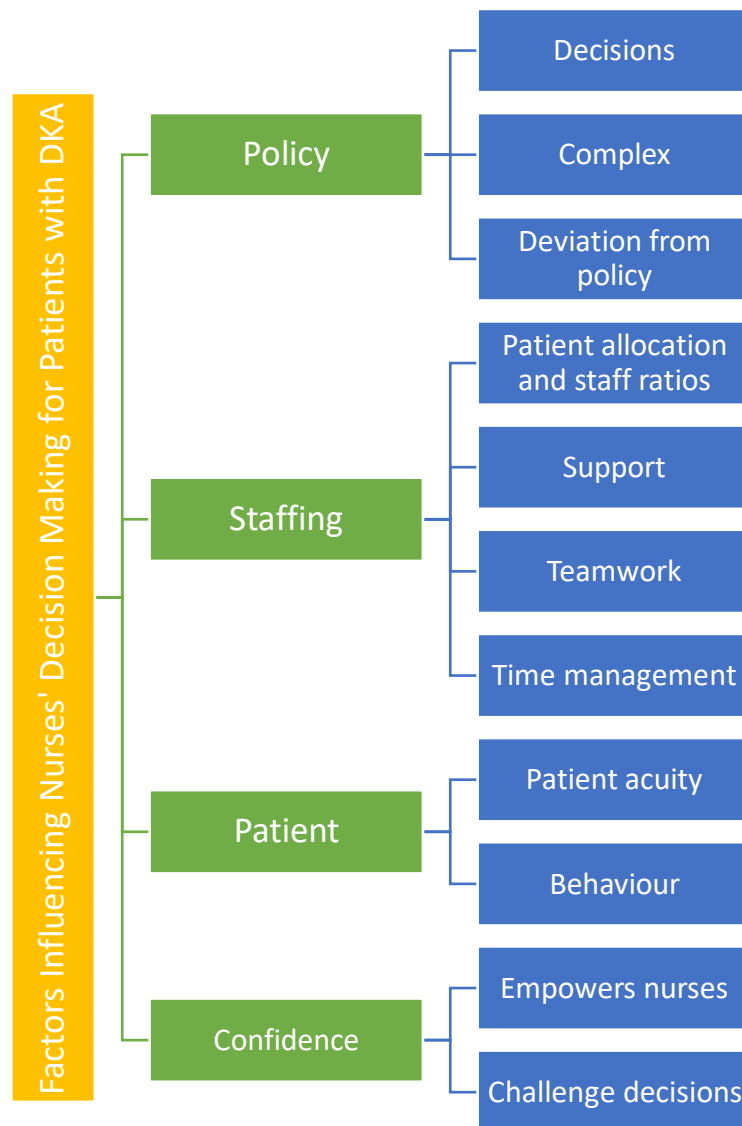 Factors Influencing Nurses' Decision Making for Patients with DKA
Policy
Decisions
Complex
Deviation from
policy
Staffing
Patient allocation
and staff ratios
Support
Teamwork
Time management
Patient
Patient acuity
Behaviour
Confidence
Empowers nurses
Challenge decisions